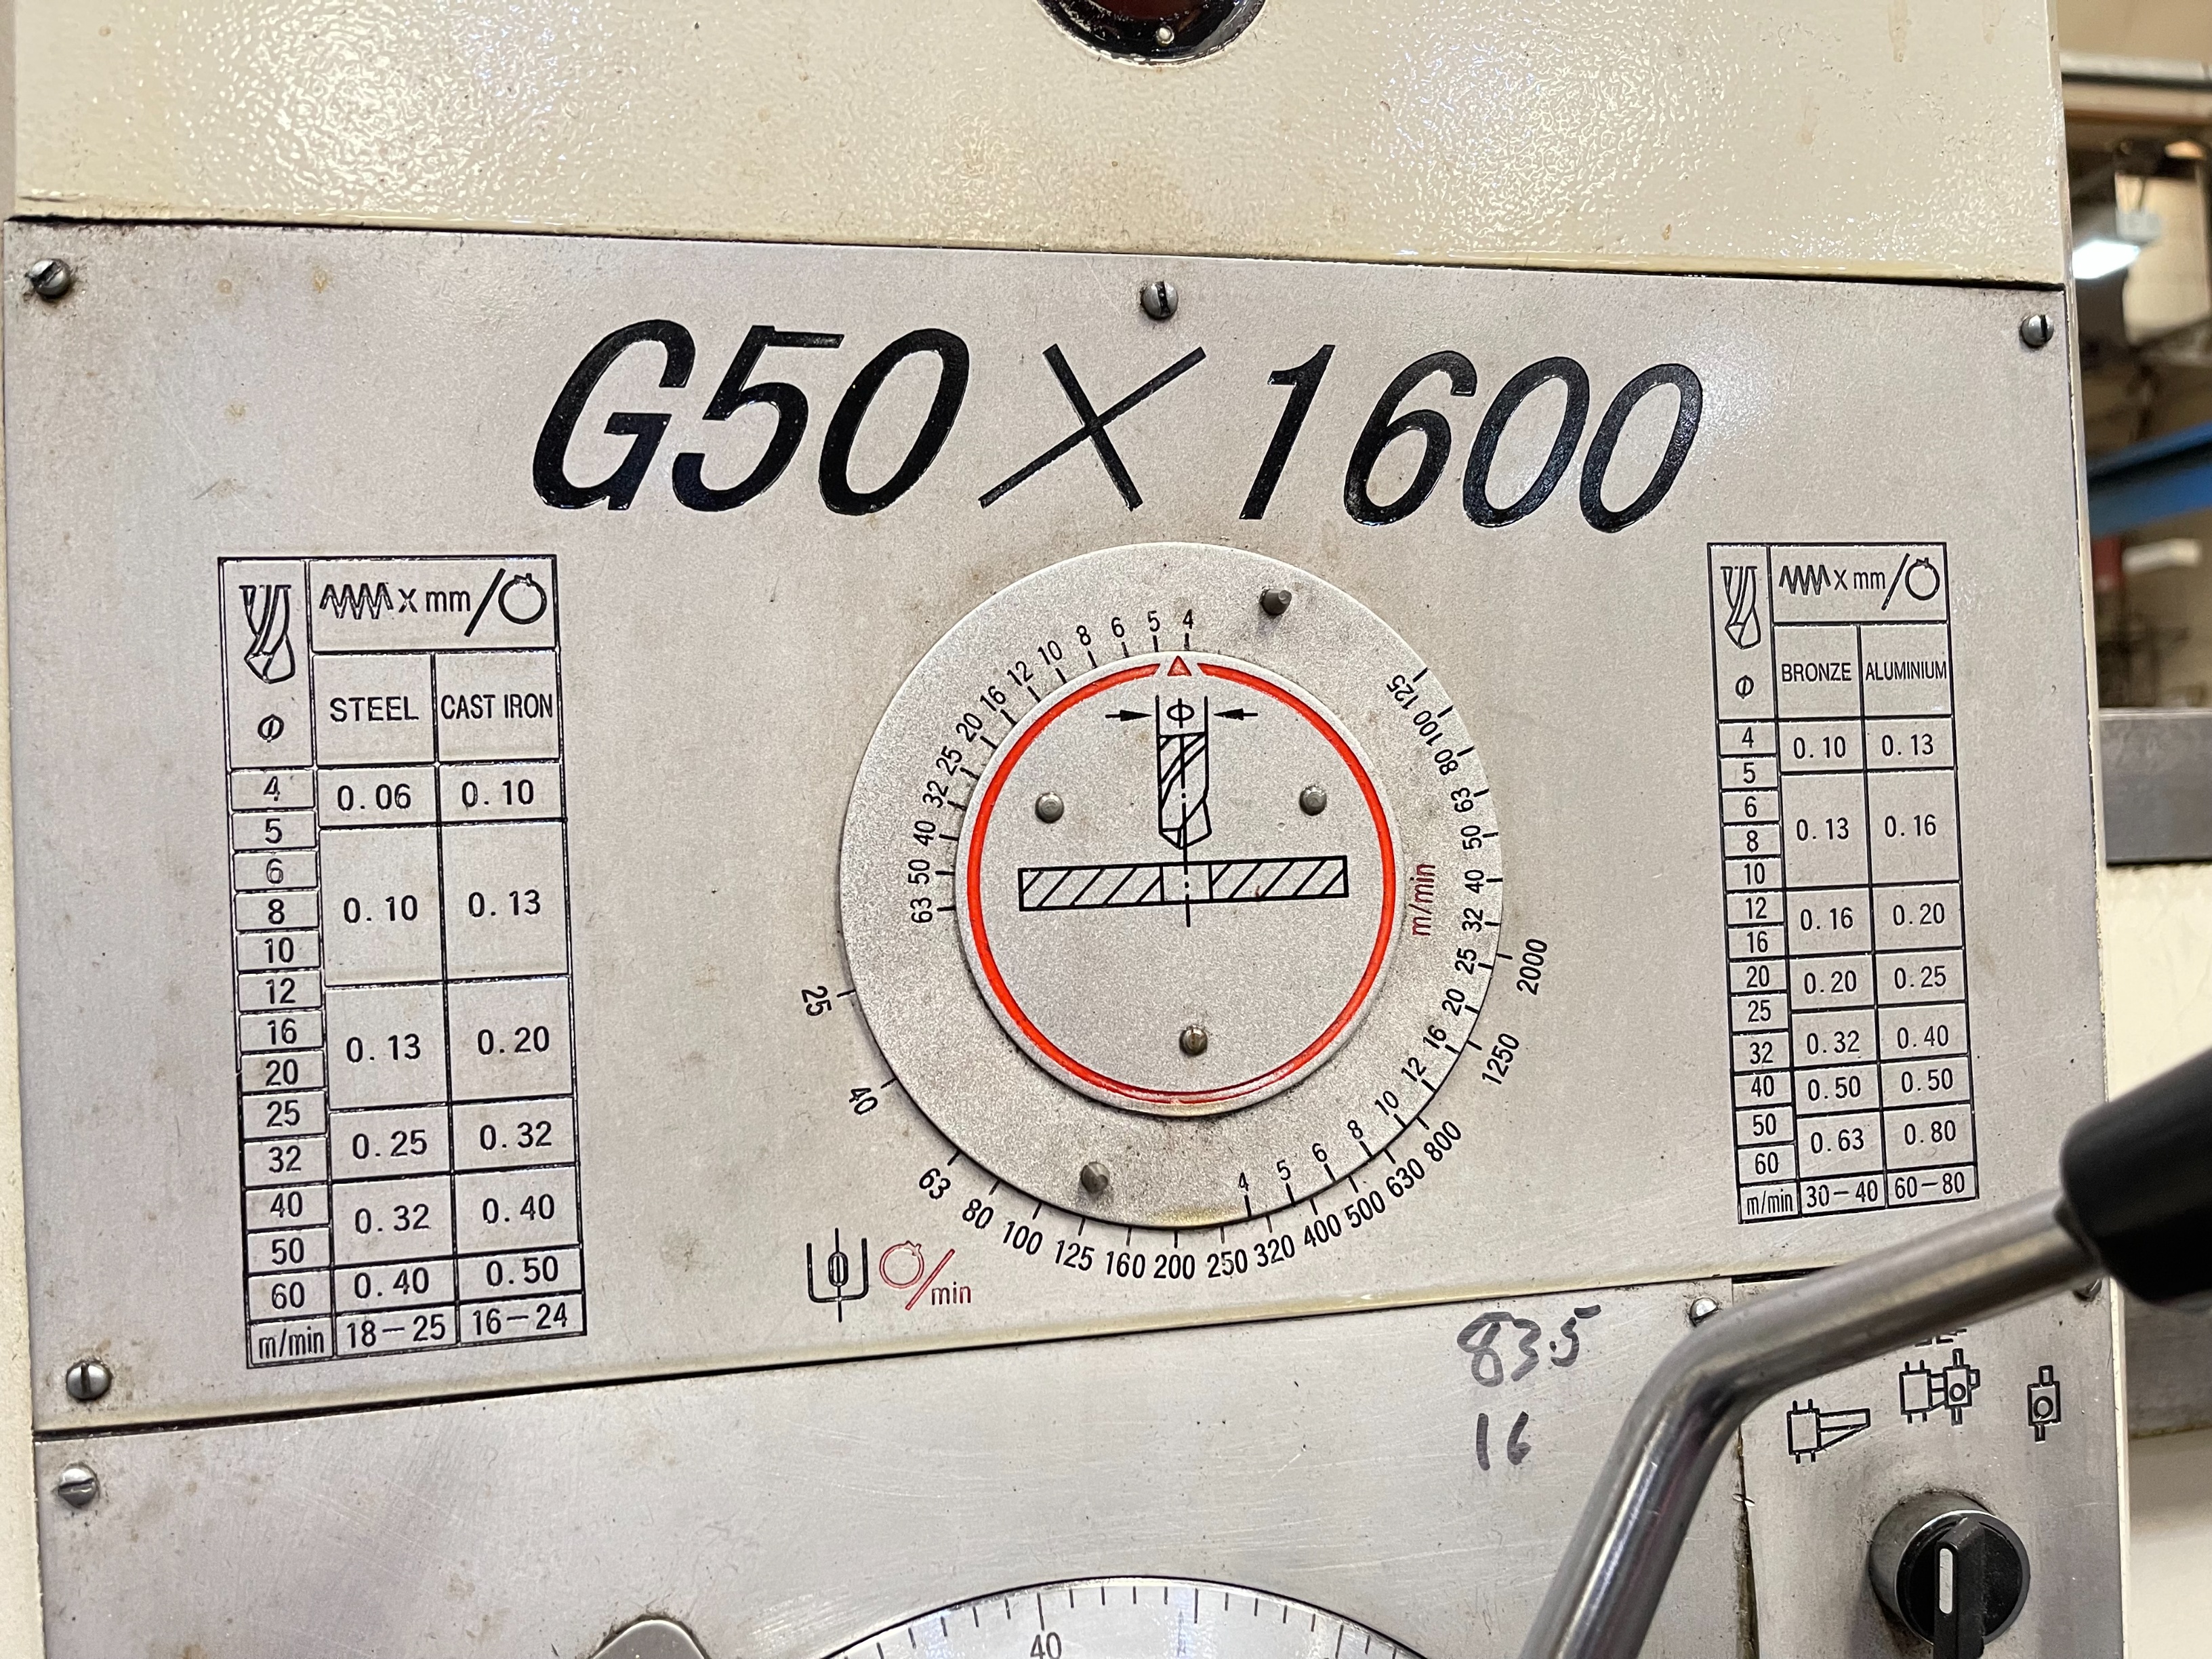 G50×1600
Φ X mm/
STEEL CAST IRON
4 0.06 0.10
5
6
8 0.10 0.13
10
12
16 0.13 0.20
20
25
32 0.25 0.32
40
50 0.32 0.40
60 0.40 0.50
m/min 18-25 16-24
4 5 6 8 10 12 16 20 25 32 40 50 63
Φ
m/min
125 100 80 63 50 40 32 25 20 16 12 10 8 6 5 4
25 40 63 80 100 125 160 200 250 320 400 500 630 800 1250 2000
/min
Φ X mm/
BRONZE ALUMINIUM
4 0.10 0.13
5
6
8 0.13 0.16
10
12 0.16 0.20
16
20 0.20 0.25
25
32 0.32 0.40
40 0.50 0.50
50 0.63 0.80
60
m/min 30-40 60-80
835
16
40